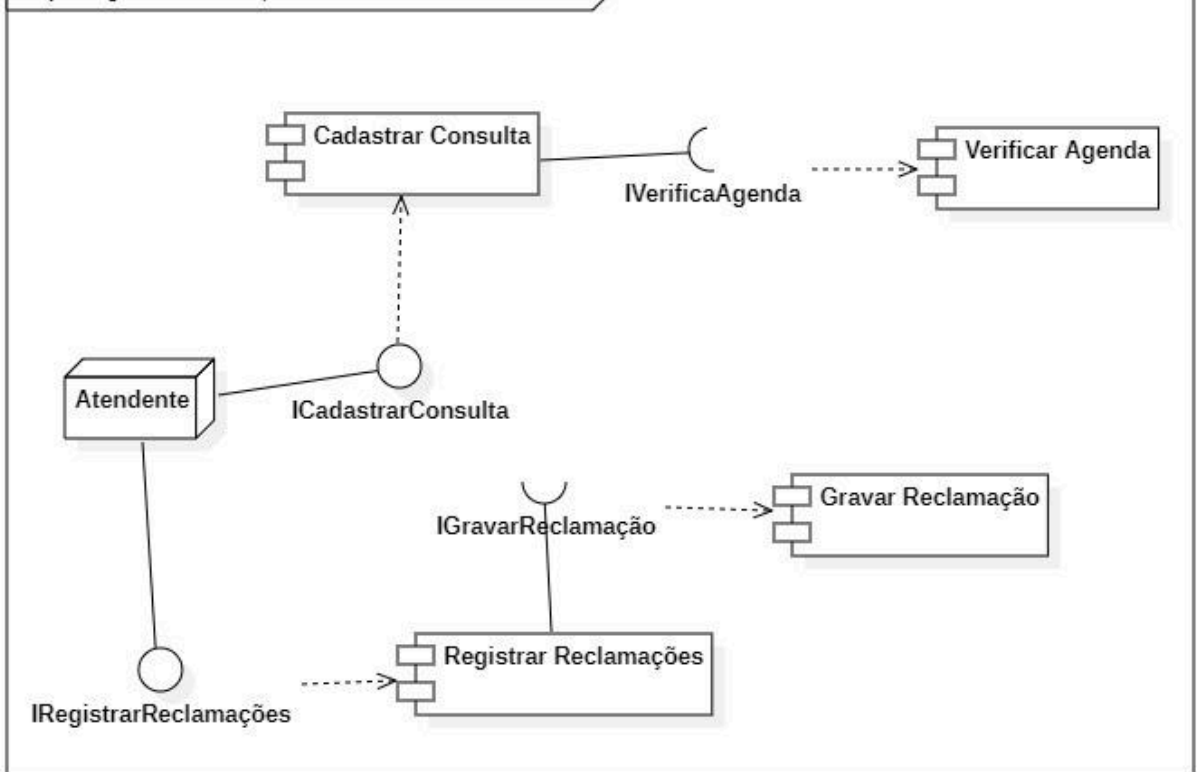 Cadastrar Consulta
Verificar Agenda
IVerificaAgenda
Atendente
ICadastrarConsulta
Gravar Reclamação
IGravarReclamação
Registrar Reclamações
IRegistrarReclamações